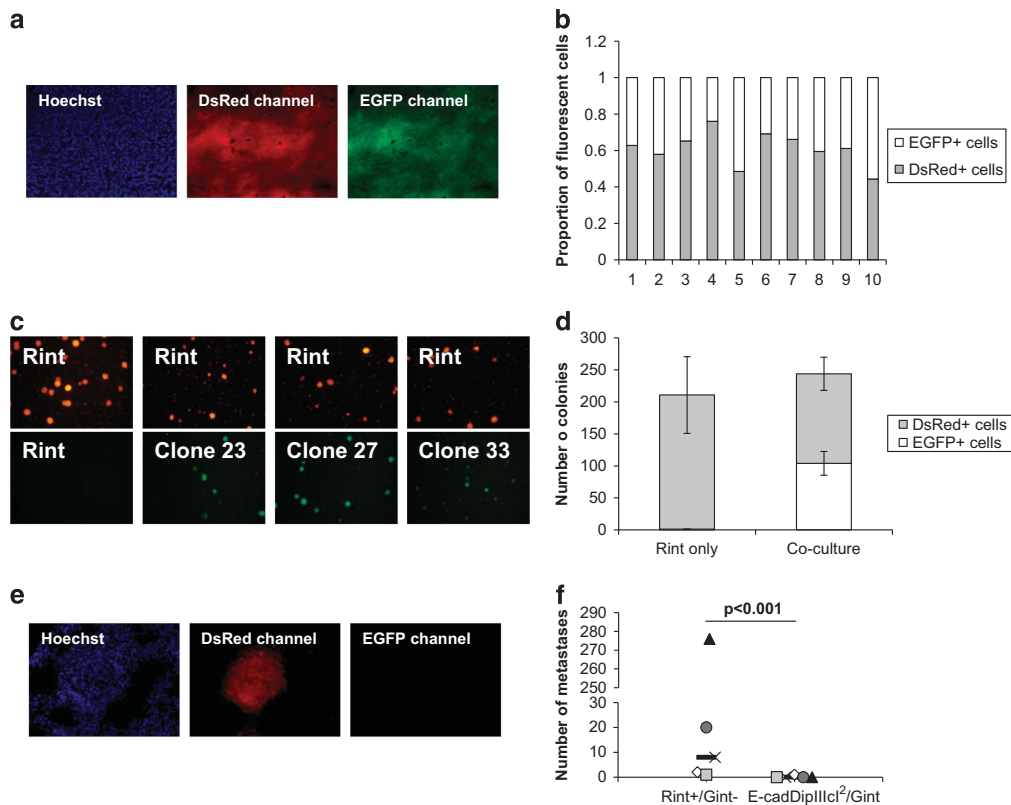 a
Hoechst
DsRed channel
EGFP channel
b
Proportion of fluorescent cells
1.2
1
0.8
0.6
0.4
0.2
0
1 2 3 4 5 6 7 8 9 10
EGFP+ cells
DsRed+ cells
c
Rint
Rint
Rint
Rint
Rint
Clone 23
Clone 27
Clone 33
d
Number o colonies
300
250
200
150
100
50
0
Rint only
Co-culture
DsRed+ cells
EGFP+ cells
e
Hoechst
DsRed channel
EGFP channel
f
p<0.001
Number of metastases
290
280
270
260
250
30
20
10
0
Rint+/Gint-
E-cadDipIIIcl²/Gint